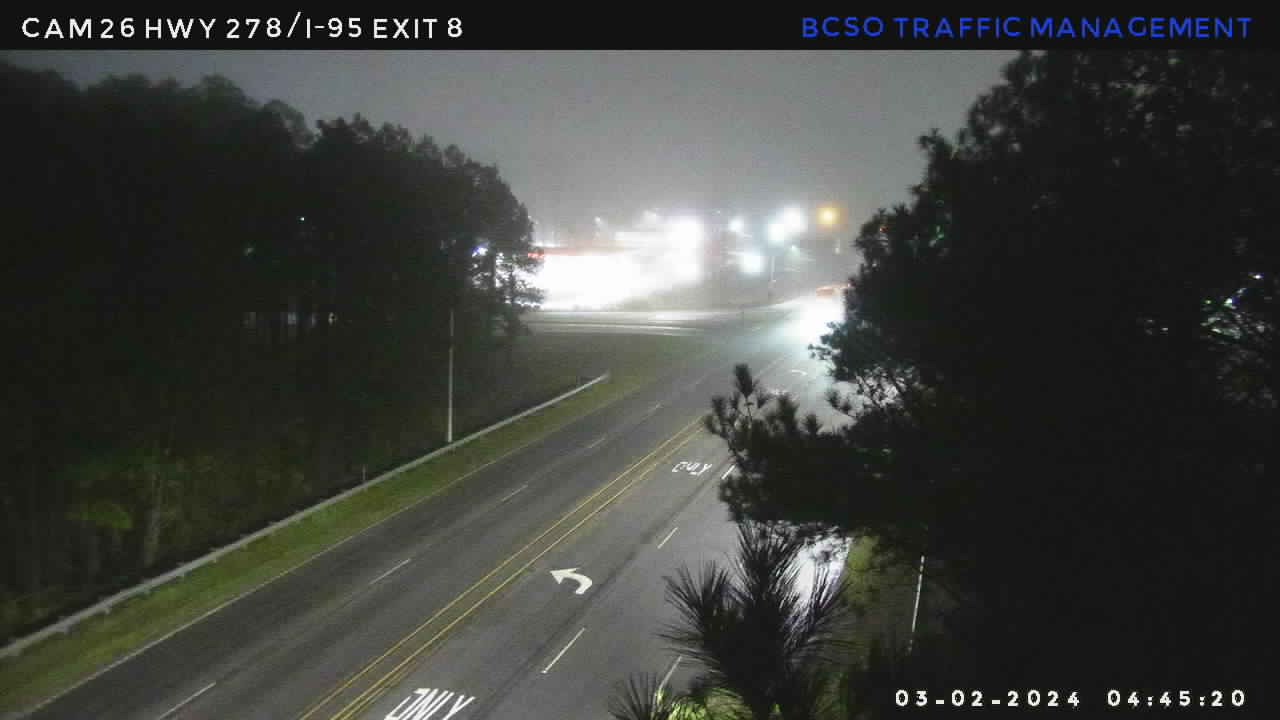 CAM26 HWY 278/I-95 EXIT 8
BCSO TRAFFIC MANAGEMENT
ONLY
ONLY
03-02-2024 04:45:20